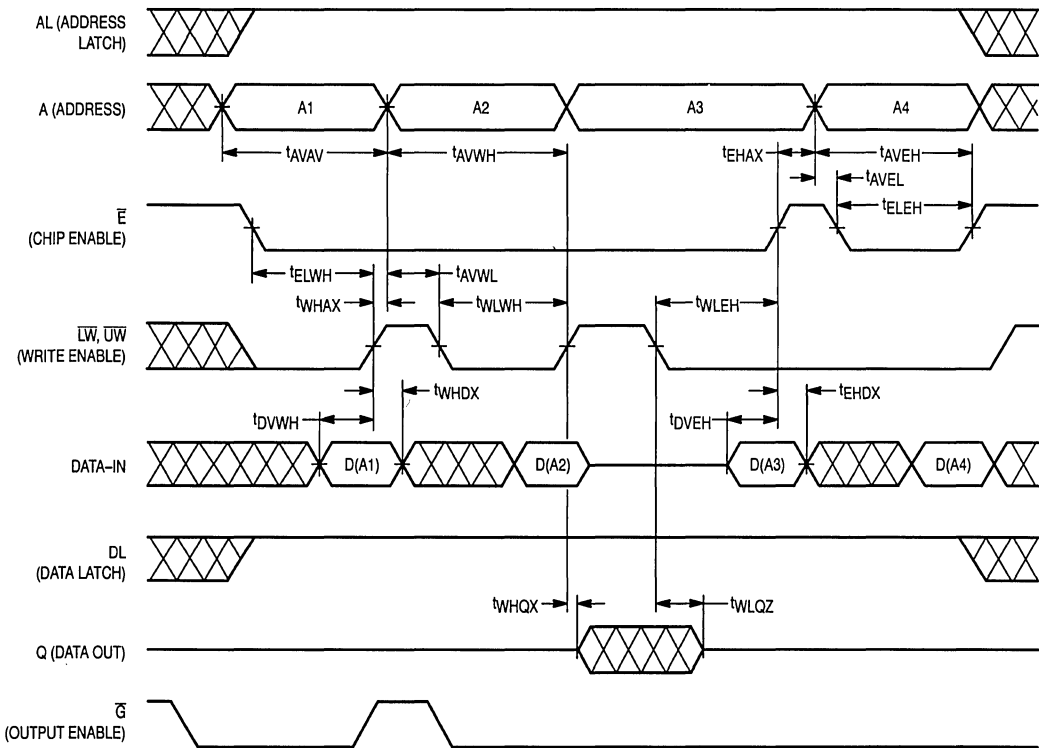 AL (ADDRESS
LATCH)
A (ADDRESS)
A1
A2
A3
A4
tAVAV
tAVWH
tEHAX
tAVEH
tAVEL
tELEH
E̅
(CHIP ENABLE)
tELWH
tAVWL
tWHAX
tWLWH
tWLEH
L̅W̅, U̅W̅
(WRITE ENABLE)
tWHDX
tEHDX
tDVWH
tDVEH
DATA–IN
D(A1)
D(A2)
D(A3)
D(A4)
DL
(DATA LATCH)
tWHQX
tWLQZ
Q (DATA OUT)
G̅
(OUTPUT ENABLE)